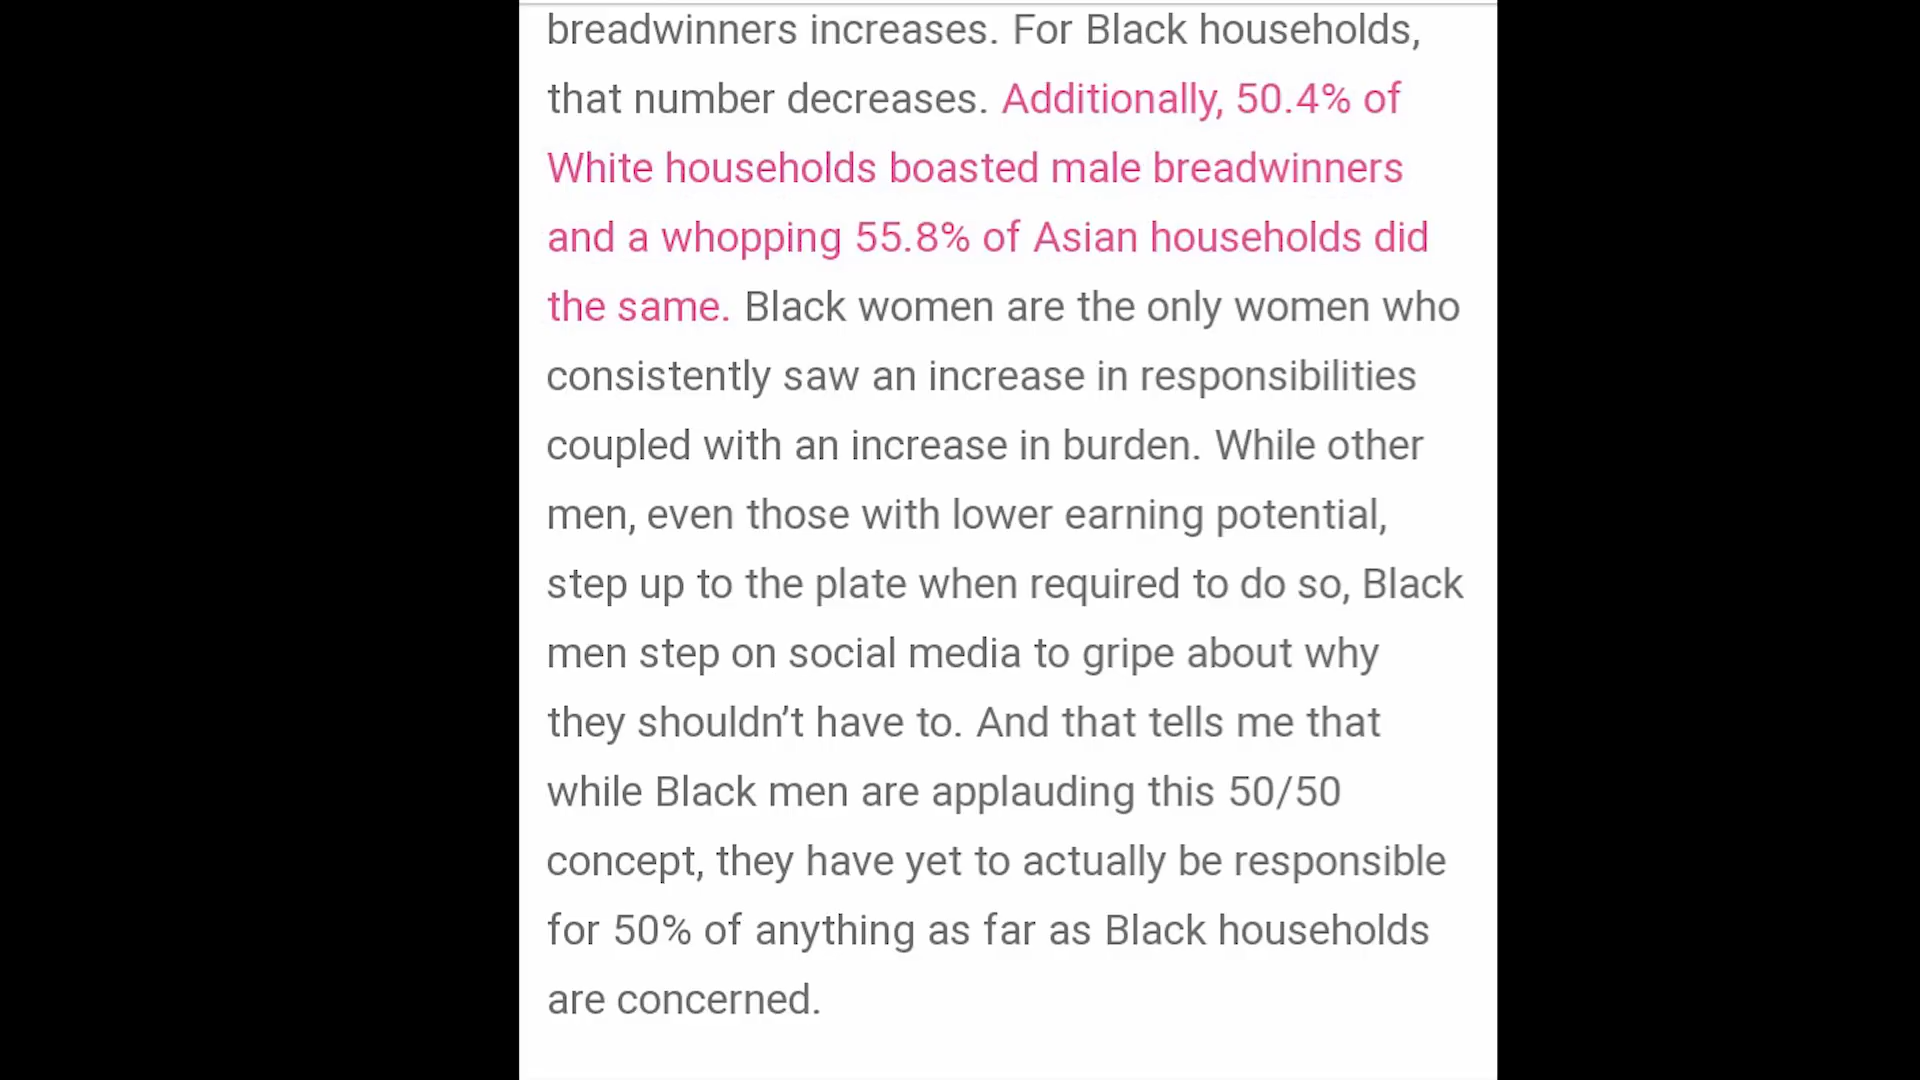 breadwinners increases. For Black households,
that number decreases. Additionally, 50.4% of
White households boasted male breadwinners
and a whopping 55.8% of Asian households did
the same. Black women are the only women who
consistently saw an increase in responsibilities
coupled with an increase in burden. While other
men, even those with lower earning potential,
step up to the plate when required to do so, Black
men step on social media to gripe about why
they shouldn’t have to. And that tells me that
while Black men are applauding this 50/50
concept, they have yet to actually be responsible
for 50% of anything as far as Black households
are concerned.